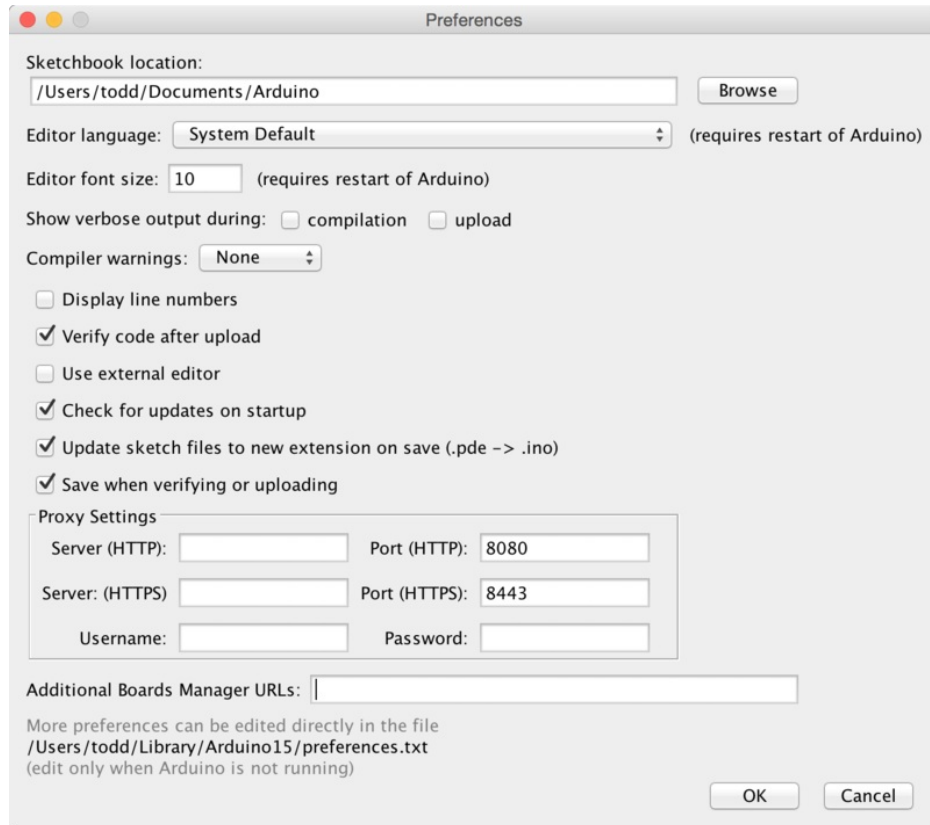 Preferences
Sketchbook location:
/Users/todd/Documents/Arduino Browse
Editor language: System Default (requires restart of Arduino)
Editor font size: 10 (requires restart of Arduino)
Show verbose output during: compilation upload
Compiler warnings: None
Display line numbers
Verify code after upload
Use external editor
Check for updates on startup
Update sketch files to new extension on save (.pde -> .ino)
Save when verifying or uploading
Proxy Settings
Server (HTTP): Port (HTTP): 8080
Server: (HTTPS) Port (HTTPS): 8443
Username: Password:
Additional Boards Manager URLs:
More preferences can be edited directly in the file
/Users/todd/Library/Arduino15/preferences.txt
(edit only when Arduino is not running)
OK Cancel